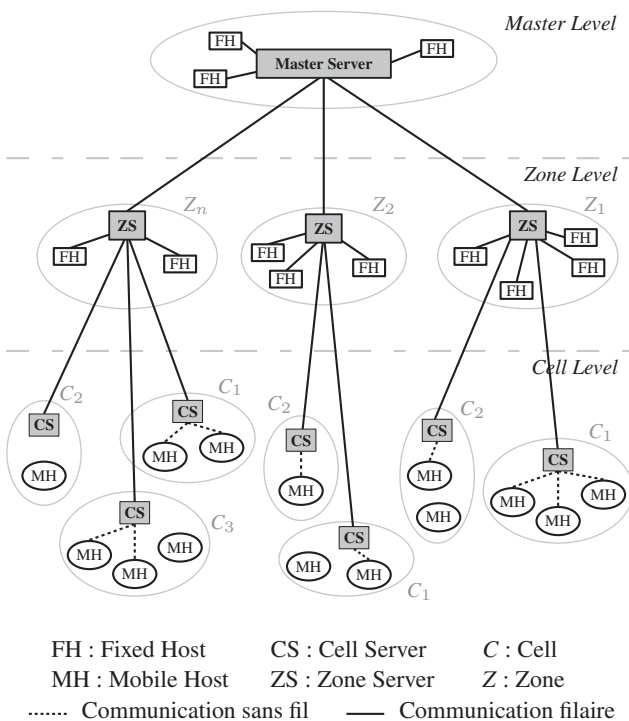 Master Level
FH
FH
Master Server
FH
Zone Level
Zn
Z2
Z1
ZS
ZS
ZS
FH
FH
FH
FH
FH
FH
FH
FH
FH
Cell Level
C2
CS
MH
C1
CS
MH
MH
C2
CS
MH
C2
CS
MH
MH
C1
CS
MH
MH
MH
CS
C3
MH
MH
MH
CS
MH
MH
C1
FH : Fixed Host CS : Cell Server C : Cell
MH : Mobile Host ZS : Zone Server Z : Zone
Communication sans fil Communication filaire